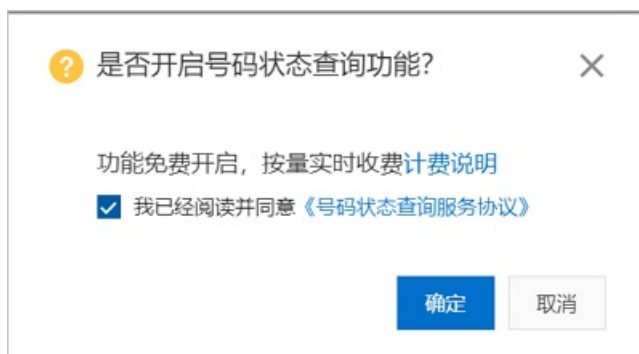 是否开启号码状态查询功能?
功能免费开启，按量实时收费计费说明
我已经阅读并同意《号码状态查询服务协议》
确定 取消